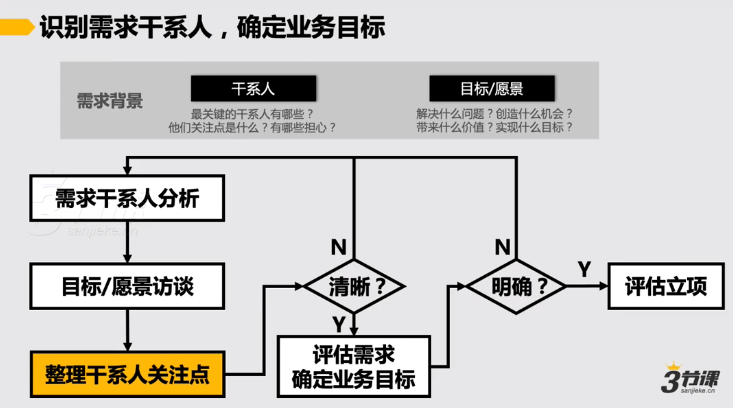 识别需求干系人，确定业务目标
需求背景
干系人
最关键的干系人有哪些？
他们关注点是什么？有哪些担心？
目标/愿景
解决什么问题？创造什么机会？
带来什么价值？实现什么目标？
需求干系人分析
目标/愿景访谈
整理干系人关注点
N
清晰？
Y
评估需求
确定业务目标
N
明确？
Y
评估立项
3节课
sanjieke.cn
sanjieke.cn